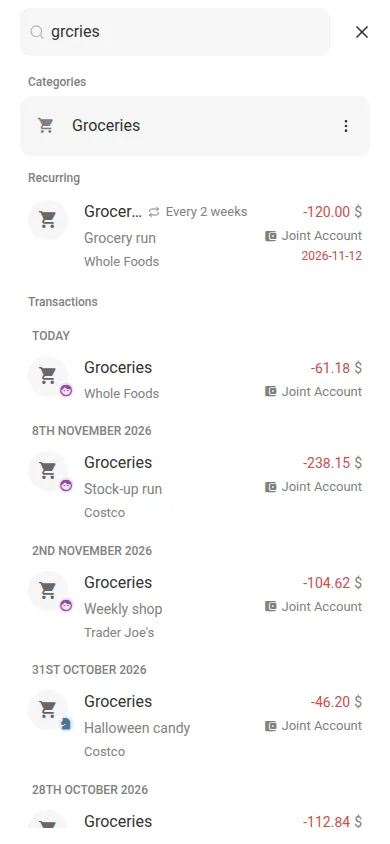 grcries
Categories
Groceries
Recurring
Grocer... Every 2 weeks -120.00 $
Grocery run Joint Account
Whole Foods 2026-11-12
Transactions
TODAY
Groceries -61.18 $
Whole Foods Joint Account
8TH NOVEMBER 2026
Groceries -238.15 $
Stock-up run Joint Account
Costco
2ND NOVEMBER 2026
Groceries -104.62 $
Weekly shop Joint Account
Trader Joe's
31ST OCTOBER 2026
Groceries -46.20 $
Halloween candy Joint Account
Costco
28TH OCTOBER 2026
Groceries -112.84 $